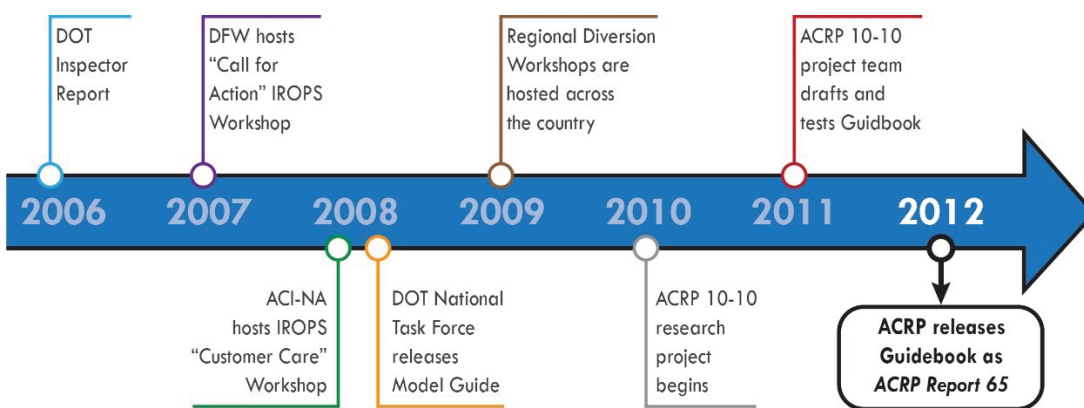 DOT
Inspector
Report
DFW hosts
“Call for
Action” IROPS
Workshop
Regional Diversion
Workshops are
hosted across
the country
ACRP 10-10
project team
drafts and
tests Guidbook
2006 2007 2008 2009 2010 2011 2012
ACI-NA
hosts IROPS
“Customer Care”
Workshop
DOT National
Task Force
releases
Model Guide
ACRP 10-10
research
project
begins
ACRP releases
Guidebook as
ACRP Report 65